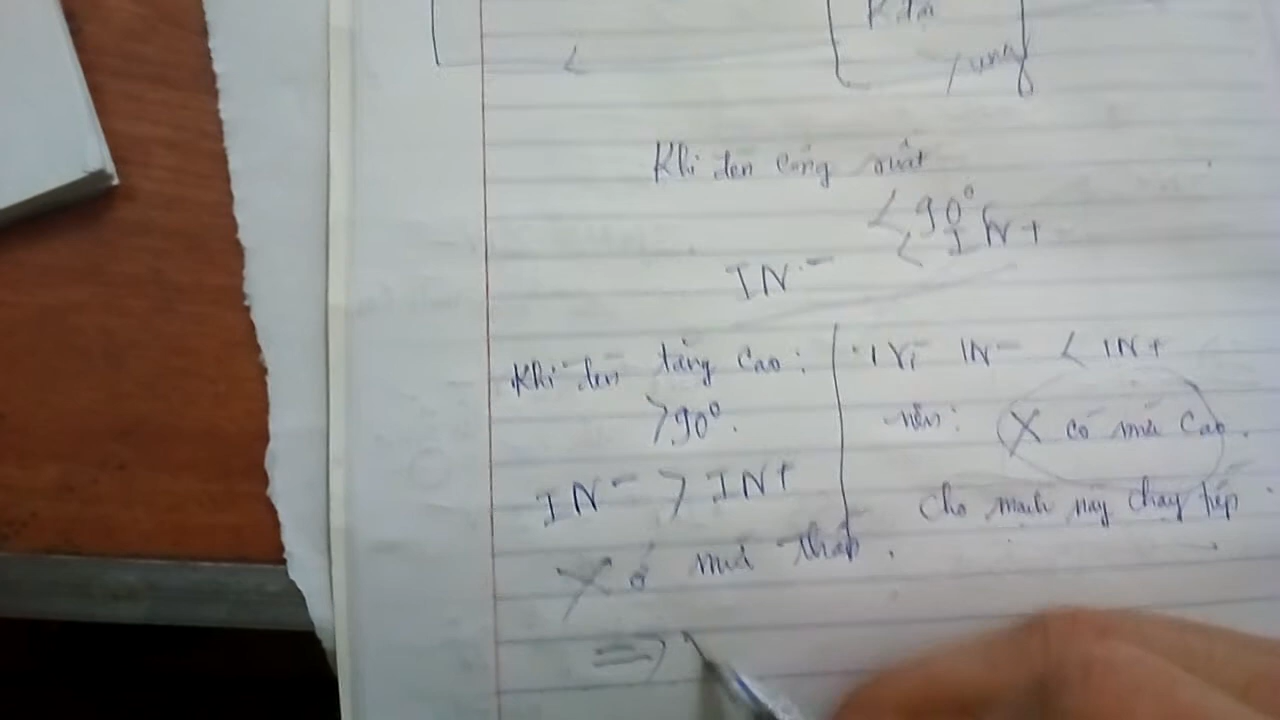 Khi đèn công suất
< 90°
< IN+
IN-
Khi đèn tăng cao :
> 90°.
IN- > IN+
X ở mức thấp .
=>
Vì IN- < IN+
nên : X có mức cao .
Cho mạch này chạy tiếp